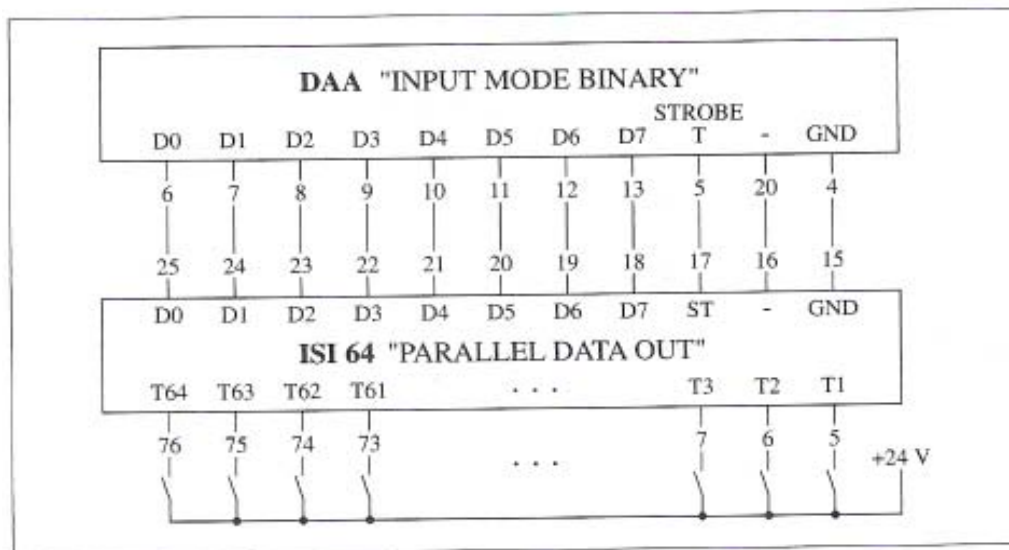 DAA "INPUT MODE BINARY"
STROBE
D0 D1 D2 D3 D4 D5 D6 D7 T - GND
6 7 8 9 10 11 12 13 5 20 4
25 24 23 22 21 20 19 18 17 16 15
D0 D1 D2 D3 D4 D5 D6 D7 ST - GND
ISI 64 "PARALLEL DATA OUT"
T64 T63 T62 T61 . . . T3 T2 T1
76 75 74 73 . . . 7 6 5
+24 V